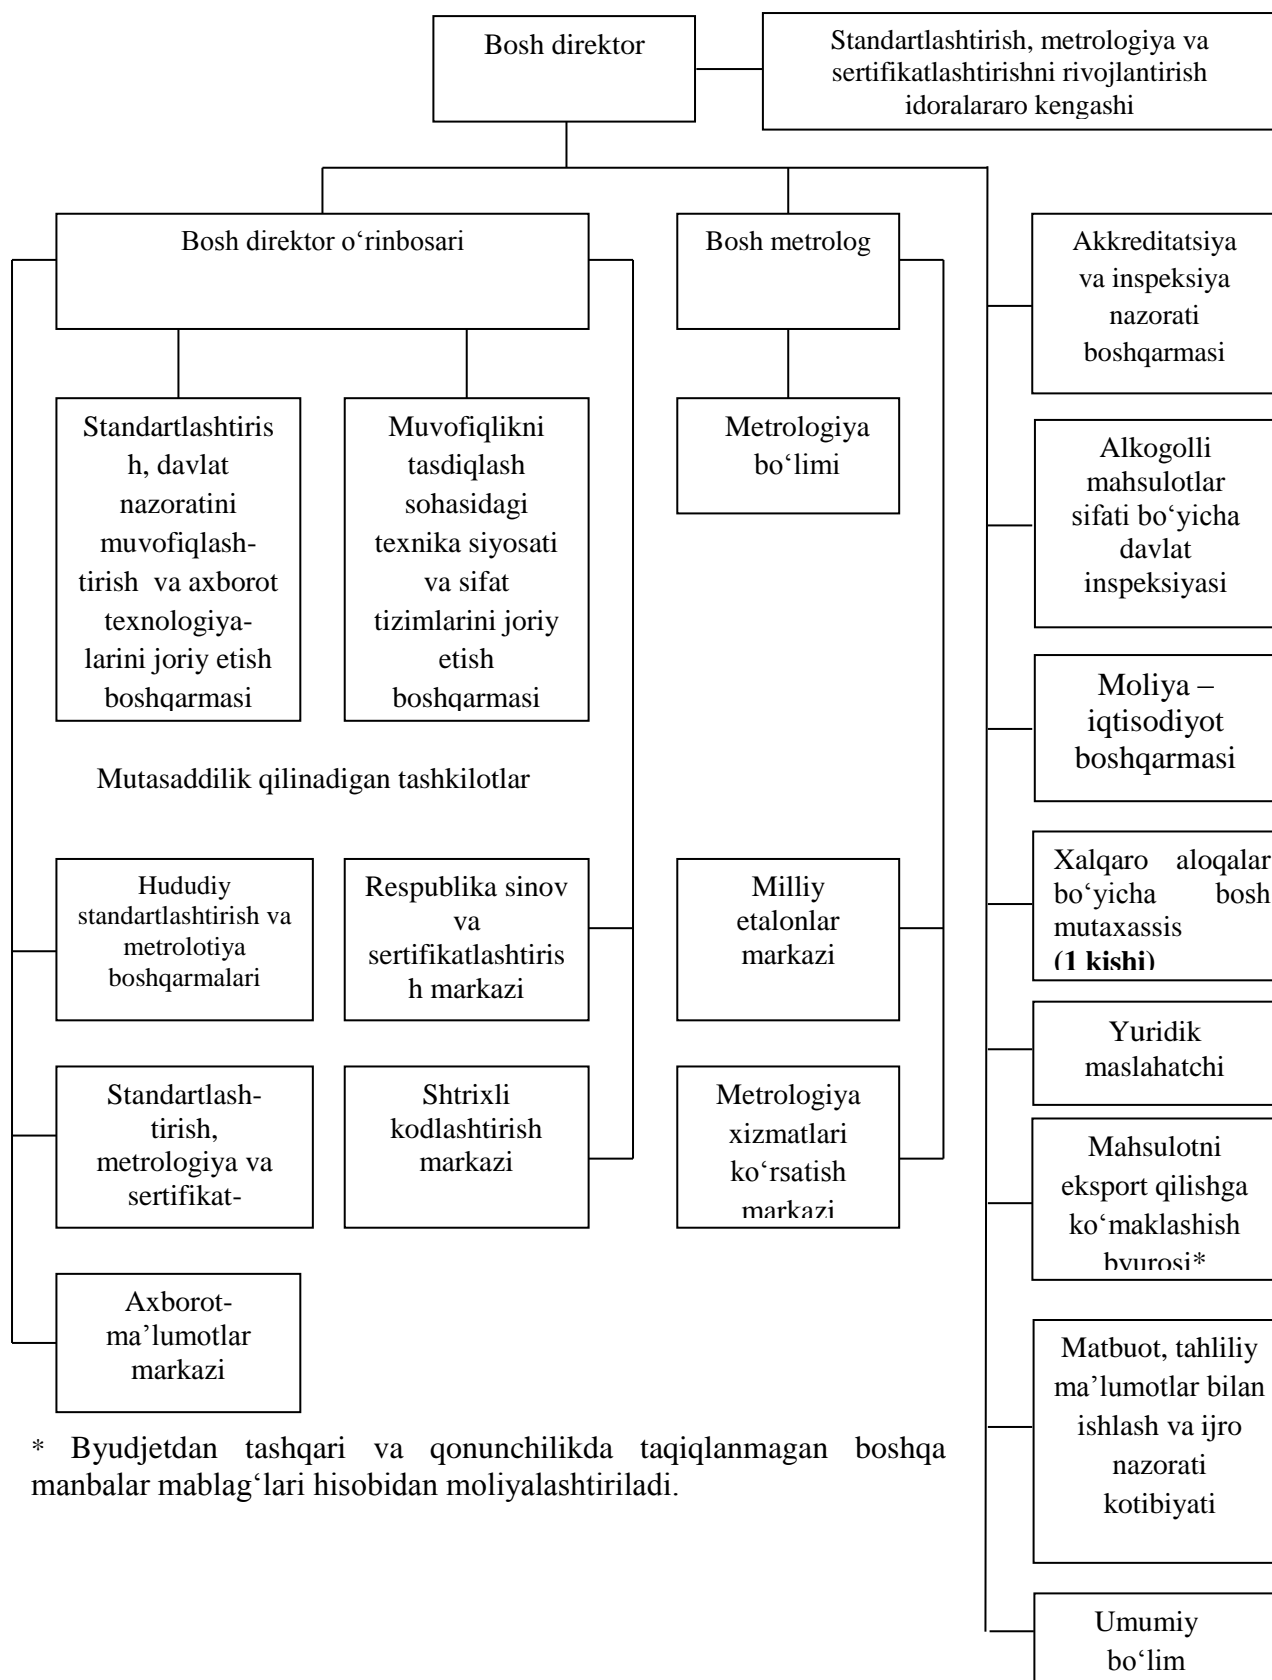 Bosh direktor
Standartlashtirish, metrologiya va
sertifikatlashtirishni rivojlantirish
idoralararo kengashi
Bosh direktor o‘rinbosari
Bosh metrolog
Akkreditatsiya
va inspeksiya
nazorati
boshqarmasi
Standartlashtiris
h, davlat
nazoratini
muvofiqlash-
tirish va axborot
texnologiya-
larini joriy etish
boshqarmasi
Muvofiqlikni
tasdiqlash
sohasidagi
texnika siyosati
va sifat
tizimlarini joriy
etish
boshqarmasi
Metrologiya
bo‘limi
Alkogolli
mahsulotlar
sifati bo‘yicha
davlat
inspeksiyasi
Moliya –
iqtisodiyot
boshqarmasi
Mutasaddilik qilinadigan tashkilotlar
Hududiy
standartlashtirish va
metrolotiya
boshqarmalari
Respublika sinov
va
sertifikatlashtiris
h markazi
Milliy
etalonlar
markazi
Xalqaro aloqalar
bo‘yicha bosh
mutaxassis
(1 kishi)
Yuridik
maslahatchi
Standartlash-
tirish,
metrologiya va
sertifikat-
Shtrixli
kodlashtirish
markazi
Metrologiya
xizmatlari
ko‘rsatish
markazi
Mahsulotni
eksport qilishga
ko‘maklashish
byurosi*
Axborot-
ma’lumotlar
markazi
Matbuot, tahliliy
ma’lumotlar bilan
ishlash va ijro
nazorati
kotibiyati
* Byudjetdan tashqari va qonunchilikda taqiqlanmagan boshqa
manbalar mablag‘lari hisobidan moliyalashtiriladi.
Umumiy
bo‘lim